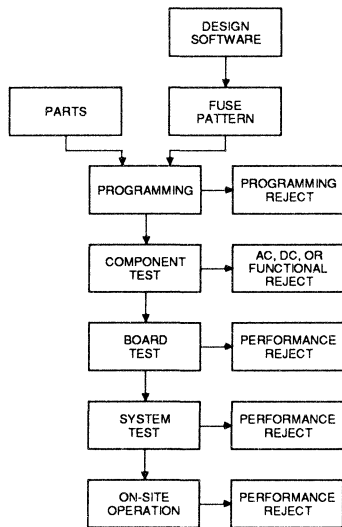 DESIGN
SOFTWARE
PARTS
FUSE
PATTERN
PROGRAMMING
PROGRAMMING
REJECT
COMPONENT
TEST
AC, DC, OR
FUNCTIONAL
REJECT
BOARD
TEST
PERFORMANCE
REJECT
SYSTEM
TEST
PERFORMANCE
REJECT
ON-SITE
OPERATION
PERFORMANCE
REJECT